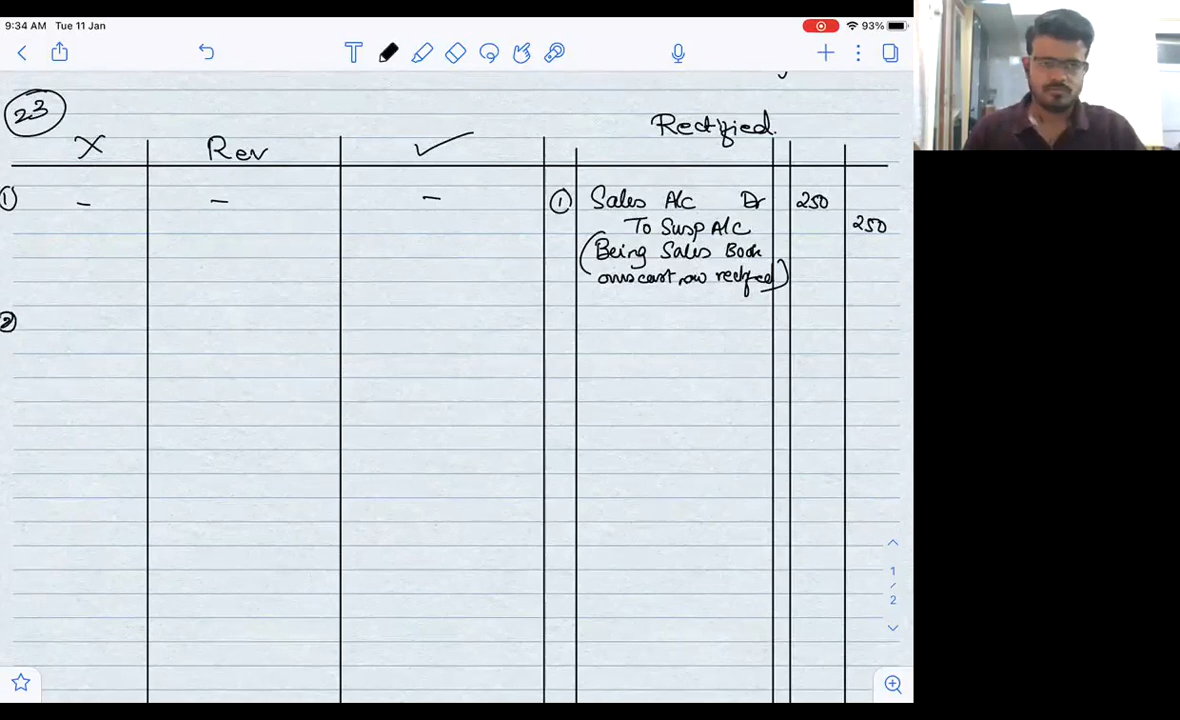 9:34 AM Tue 11 Jan
93%
T
23
X Rev ✓ Rectified.
① – – – ① Sales A/c Dr 250
To Susp A/c 250
(Being Sales Book
now rectified)
②
1
2